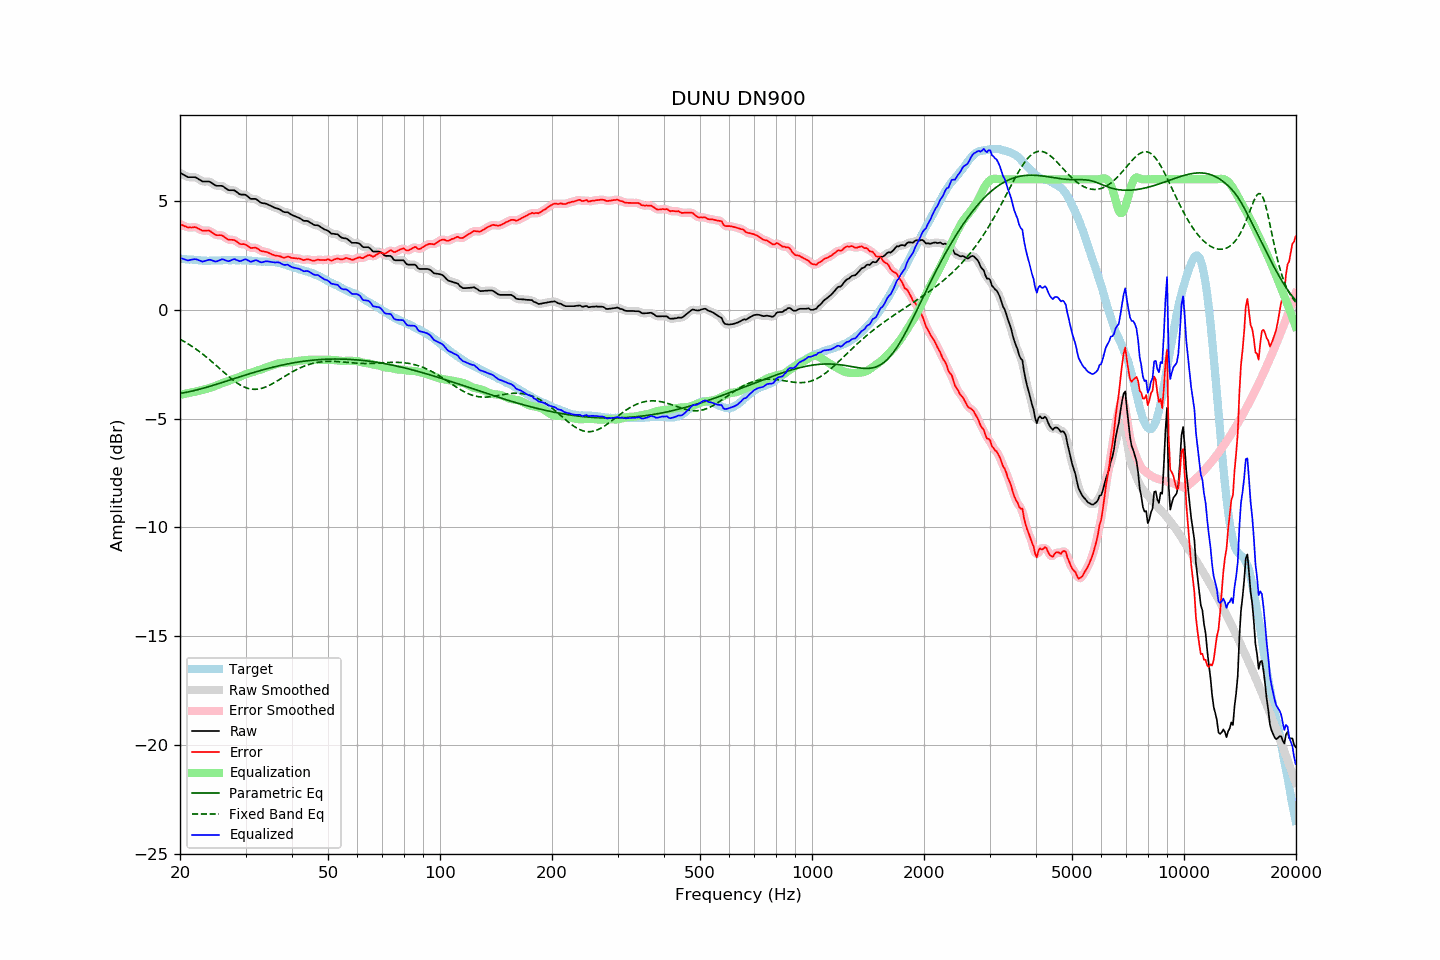 DUNU DN900
Amplitude (dBr)
5
0
−5
−10
−15
−20
−25
Target
Raw Smoothed
Error Smoothed
Raw
Error
Equalization
Parametric Eq
Fixed Band Eq
Equalized
20 50 100 200 500 1000 2000 5000 10000 20000
Frequency (Hz)